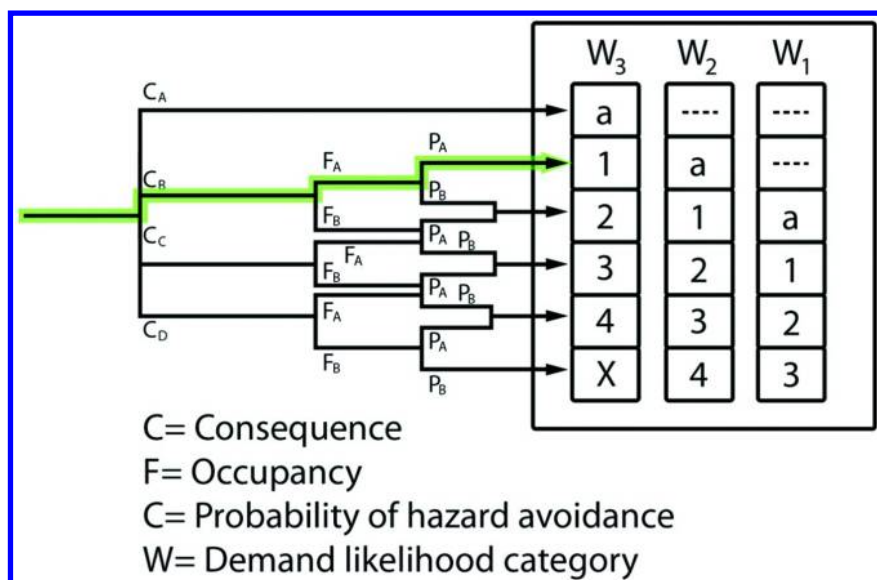 W3 W2 W1
CA
a ---- ----
PA
FA
1 a ----
CB
PB
FB
2 1 a
CC
PA PB
FA
FB
3 2 1
PA PB
FA
4 3 2
CD
PA
FB
X 4 3
PB
C= Consequence
F= Occupancy
C= Probability of hazard avoidance
W= Demand likelihood category